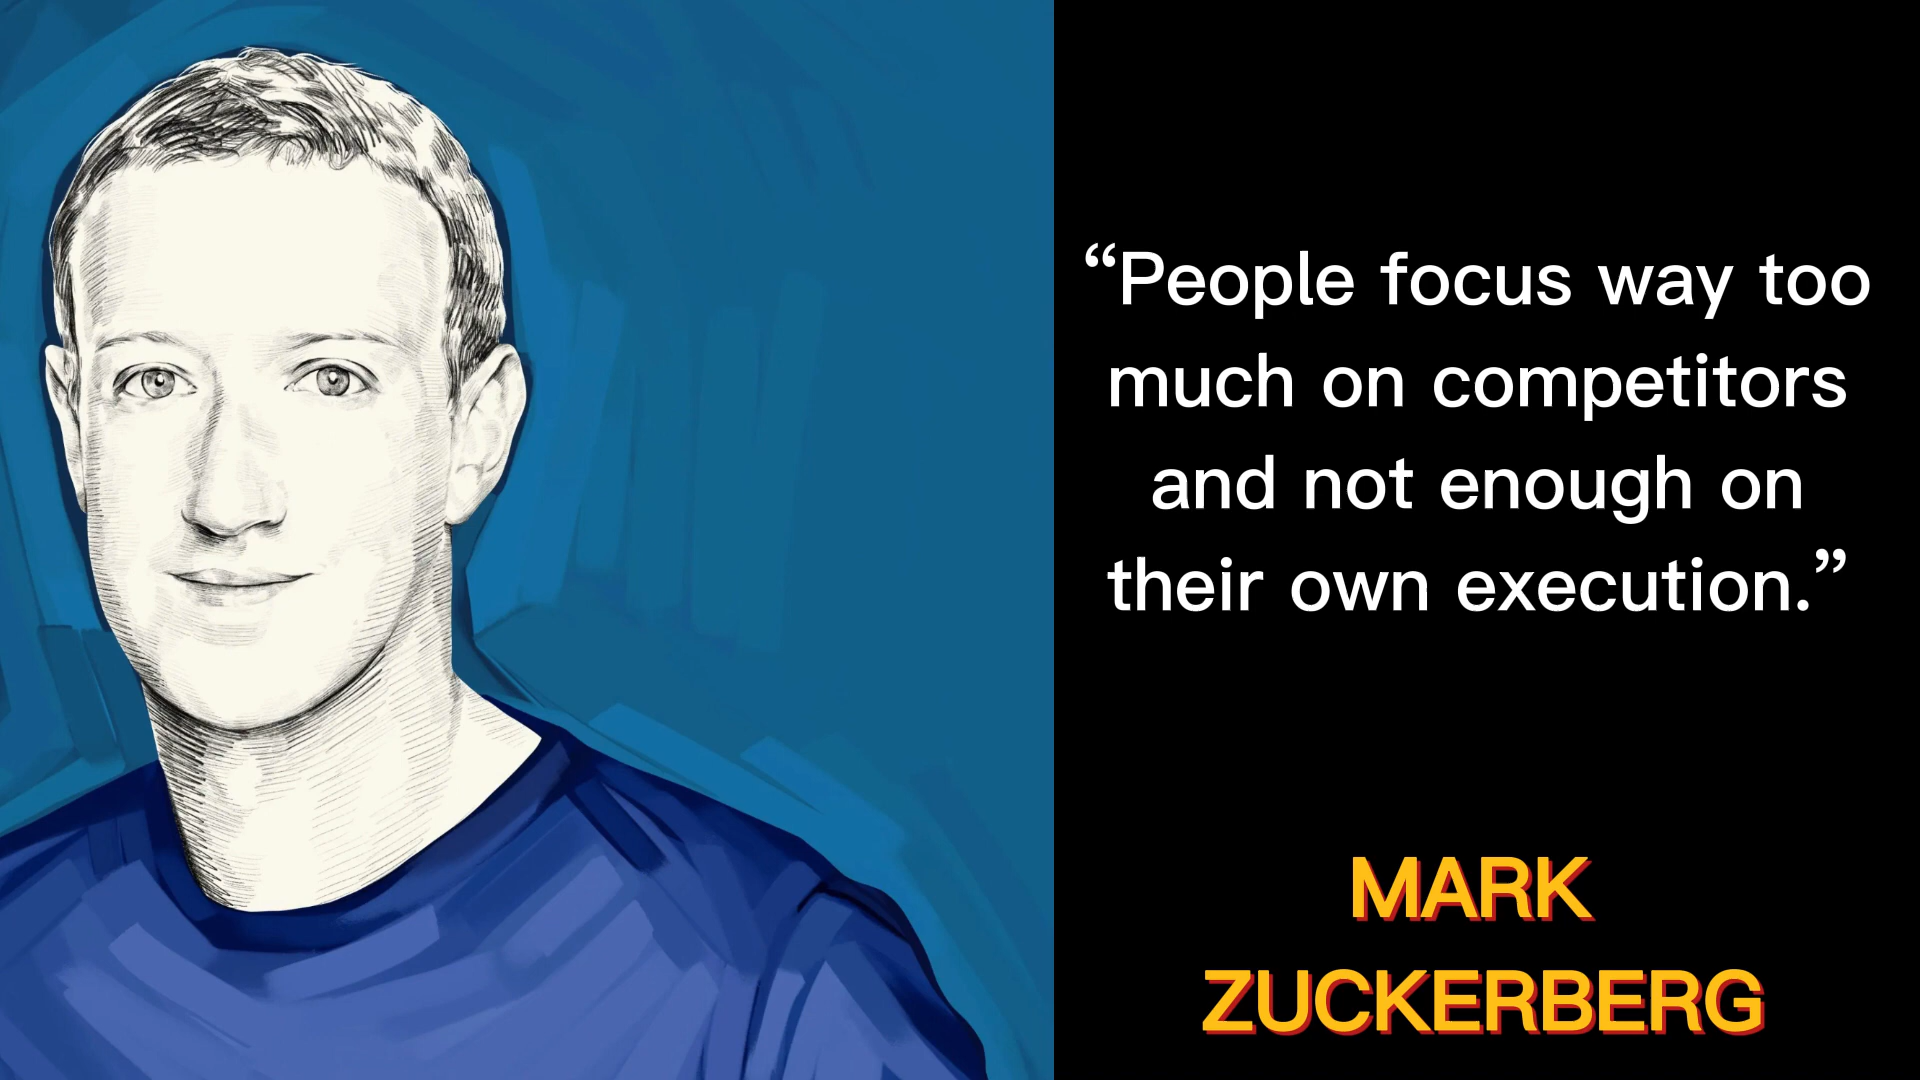 “People focus way too
much on competitors
and not enough on
their own execution.”
MARK
ZUCKERBERG